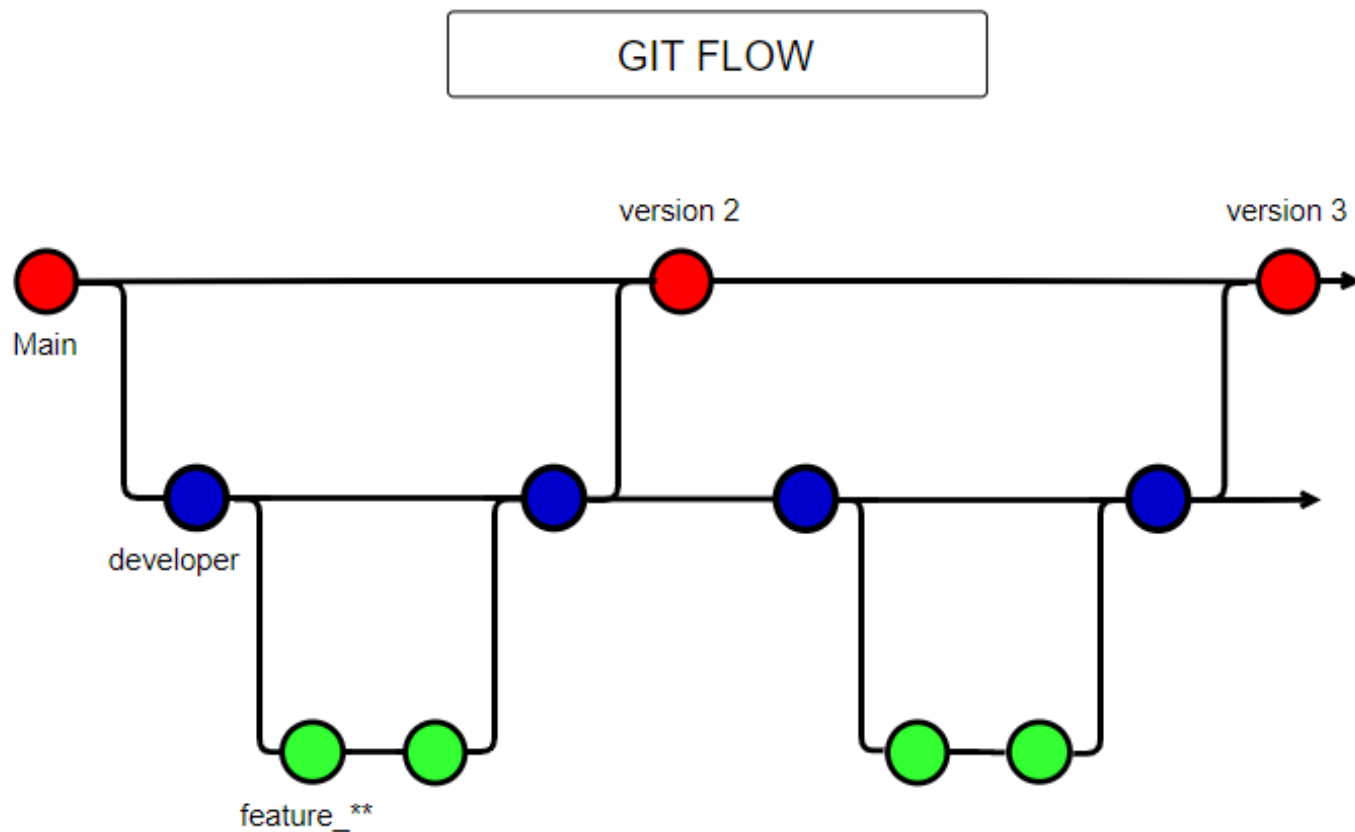 GIT FLOW
version 2
version 3
Main
developer
feature_**